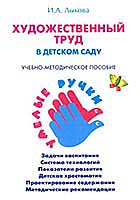 И.А. Лыкова
ХУДОЖЕСТВЕННЫЙ
ТРУД
В ДЕТСКОМ САДУ
УЧЕБНО-МЕТОДИЧЕСКОЕ ПОСОБИЕ
УМЕЛЫЕ РУЧКИ
Задачи воспитания
Система технологий
Показатели развития
Детская хрестоматия
Проектирование содержания
Методические рекомендации